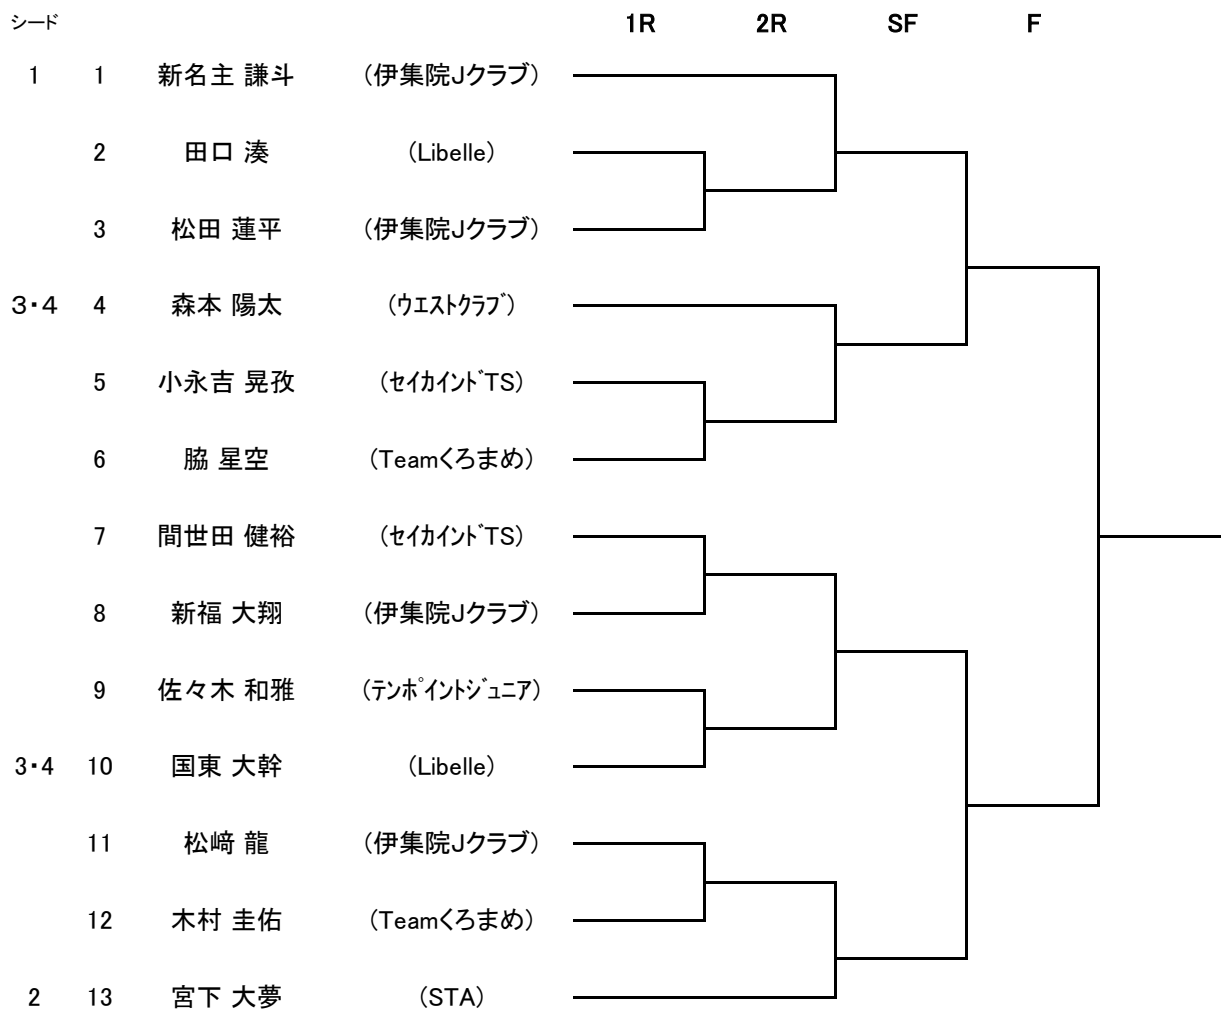 シード 1R 2R SF F
1 1 新名主 謙斗 (伊集院Jクラブ)
2 田口 湊 (Libelle)
3 松田 蓮平 (伊集院Jクラブ)
３・４ 4 森本 陽太 (ｳｴｽﾄｸﾗﾌﾞ)
5 小永吉 晃孜 (ｾｲｶｲﾝﾄﾞTS)
6 脇 星空 (Teamくろまめ)
7 間世田 健裕 (ｾｲｶｲﾝﾄﾞTS)
8 新福 大翔 (伊集院Jクラブ)
9 佐々木 和雅 (ﾃﾝﾎﾟｲﾝﾄｼﾞｭﾆｱ)
3・4 10 国東 大幹 (Libelle)
11 松﨑 龍 (伊集院Jクラブ)
12 木村 圭佑 (Teamくろまめ)
2 13 宮下 大夢 (STA)